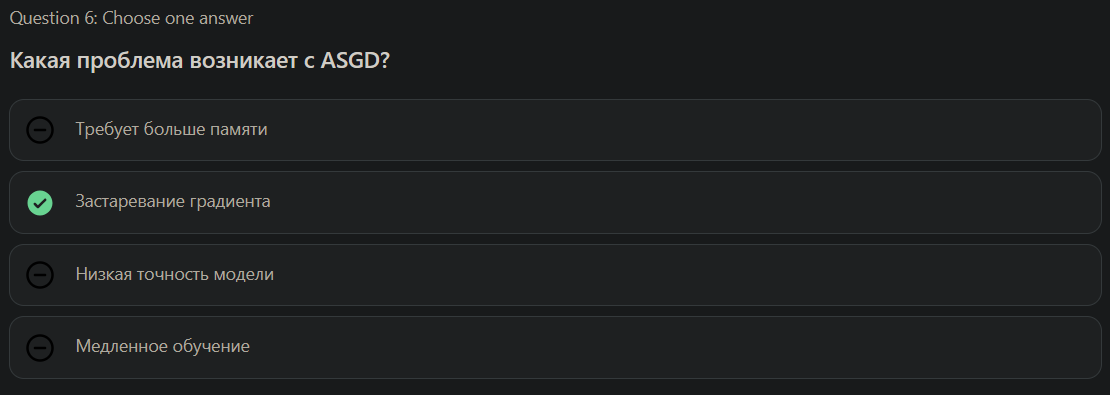 Question 6: Choose one answer
Какая проблема возникает с ASGD?
Требует больше памяти
Застаревание градиента
Низкая точность модели
Медленное обучение